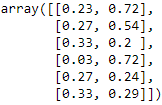 array([[0.23, 0.72],
       [0.27, 0.54],
       [0.33, 0.2 ],
       [0.03, 0.72],
       [0.27, 0.24],
       [0.33, 0.29]])